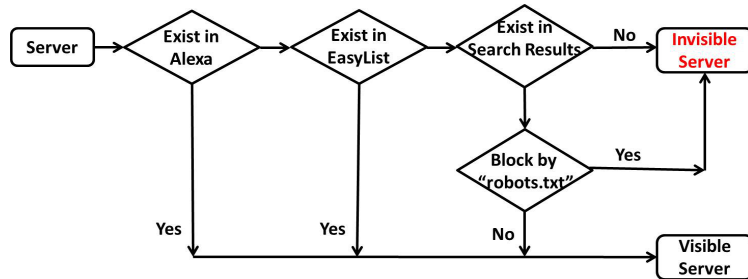 Server
Exist in
Alexa
Exist in
EasyList
Exist in
Search Results
No
Invisible
Server
Block by
“robots.txt”
Yes
Yes
Yes
No
Visible
Server